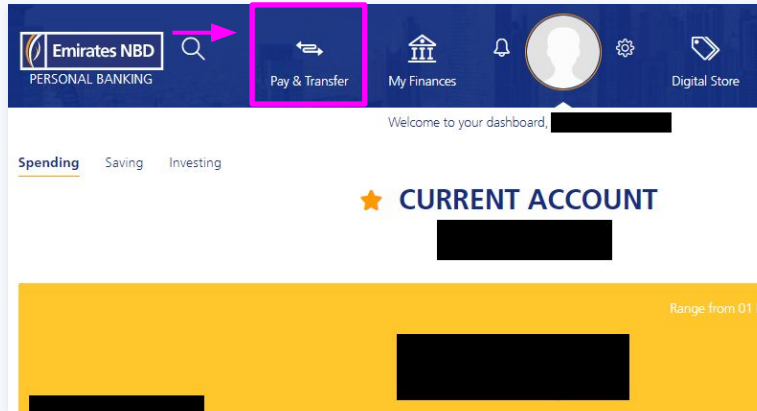 Emirates NBD
PERSONAL BANKING
Pay & Transfer
My Finances
Digital Store
Welcome to your dashboard,
Spending Saving Investing
CURRENT ACCOUNT
Range from 01